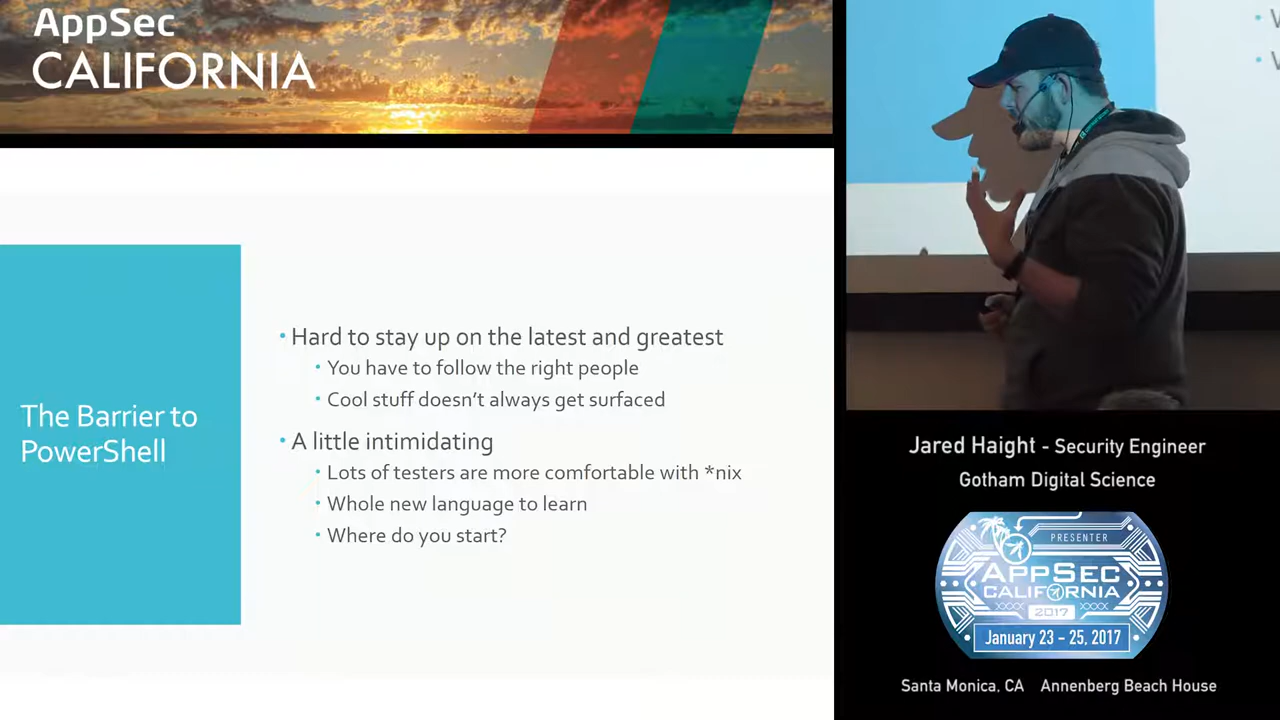 AppSec
CALIFORNIA
The Barrier to
PowerShell
• Hard to stay up on the latest and greatest
• You have to follow the right people
• Cool stuff doesn't always get surfaced
• A little intimidating
• Lots of testers are more comfortable with *nix
• Whole new language to learn
• Where do you start?
Jared Haight - Security Engineer
Gotham Digital Science
PRESENTER
APPSEC
CALIFORNIA
2017
January 23 - 25, 2017
Santa Monica, CA Annenberg Beach House